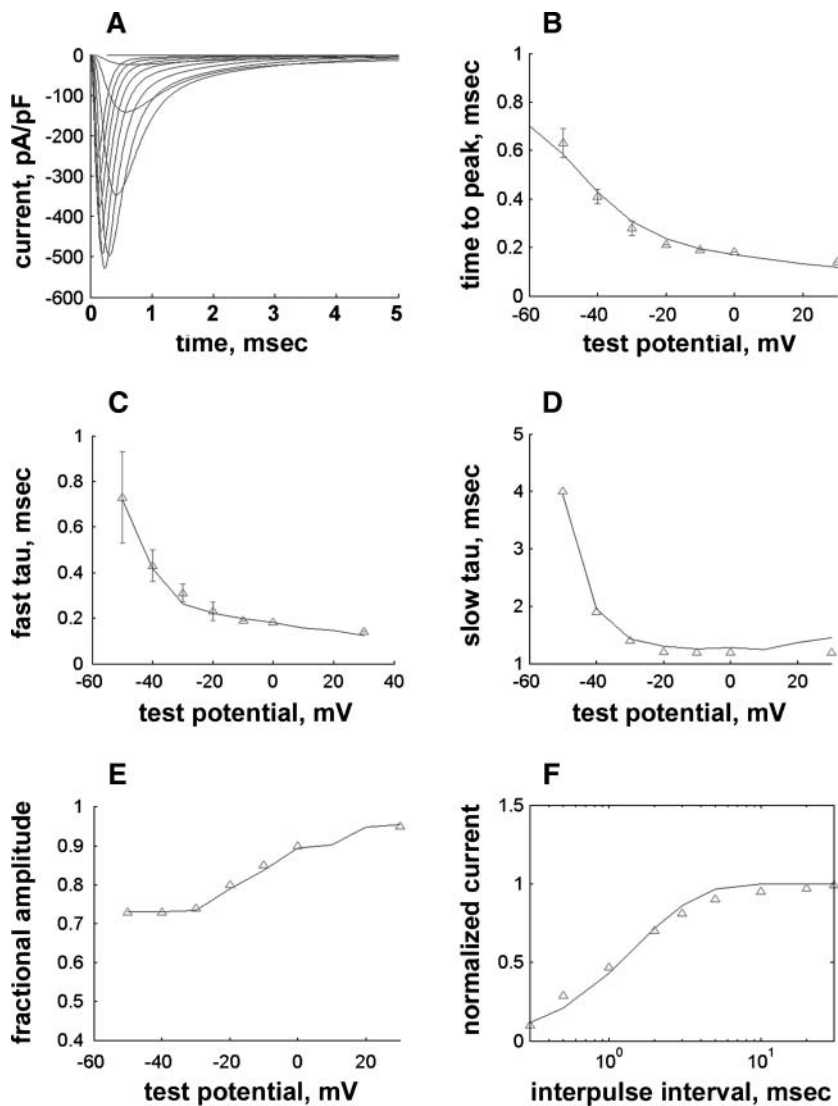 A
0
-100
-200
-300
-400
-500
-600
current, pA/pF
0 1 2 3 4 5
time, msec
B
1
0.8
0.6
0.4
0.2
0
time to peak, msec
-60 -40 -20 0 20
test potential, mV
C
1
0.8
0.6
0.4
0.2
0
fast tau, msec
-60 -40 -20 0 20 40
test potential, mV
D
5
4
3
2
1
slow tau, msec
-60 -40 -20 0 20
test potential, mV
E
1
0.9
0.8
0.7
0.6
0.5
0.4
fractional amplitude
-60 -40 -20 0 20
test potential, mV
F
1.5
1
0.5
0
normalized current
10⁰ 10¹
interpulse interval, msec